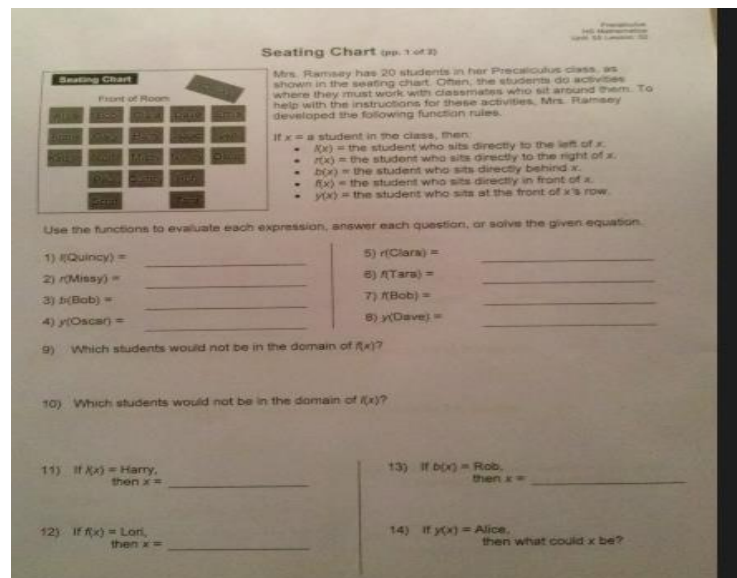 Precalculus
HS Mathematics
Seating Chart (pp. 1 of 2)
Seating Chart
Front of Room
Mrs. Ramsey has 20 students in her Precalculus class, as
shown in the seating chart. Often, the students do activities
where they must work with classmates who sit around them. To
help with the instructions for these activities, Mrs. Ramsey
developed the following function rules.
If x = a student in the class, then:
• l(x) = the student who sits directly to the left of x.
• r(x) = the student who sits directly to the right of x.
• b(x) = the student who sits directly behind x.
• f(x) = the student who sits directly in front of x.
• y(x) = the student who sits at the front of x's row.
Use the functions to evaluate each expression, answer each question, or solve the given equation.
1) l(Quincy) =
2) r(Missy) =
3) b(Bob) =
4) y(Oscar) =
5) r(Clara) =
6) f(Tara) =
7) f(Bob) =
8) y(Dave) =
9) Which students would not be in the domain of f(x)?
10) Which students would not be in the domain of l(x)?
11) If l(x) = Harry,
then x =
12) If f(x) = Lori,
then x =
13) If b(x) = Rob,
then x =
14) If y(x) = Alice,
then what could x be?